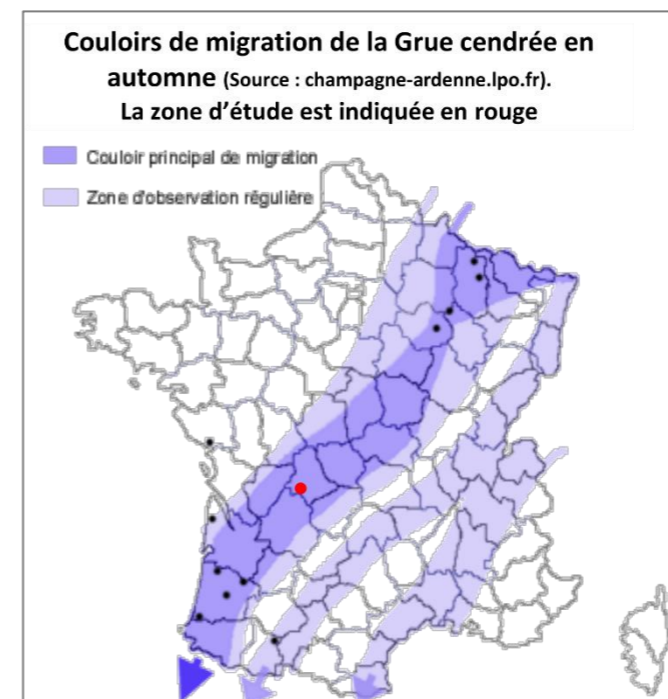 Couloirs de migration de la Grue cendrée en
automne (Source : champagne-ardenne.lpo.fr).
La zone d'étude est indiquée en rouge
Couloir principal de migration
Zone d'observation régulière